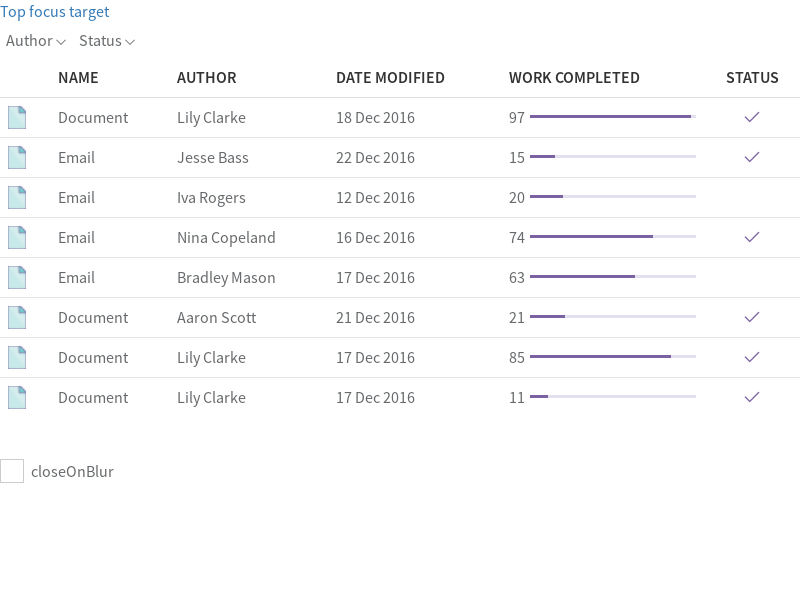 Top focus target
Author Status
NAME AUTHOR DATE MODIFIED WORK COMPLETED STATUS
Document Lily Clarke 18 Dec 2016 97
Email Jesse Bass 22 Dec 2016 15
Email Iva Rogers 12 Dec 2016 20
Email Nina Copeland 16 Dec 2016 74
Email Bradley Mason 17 Dec 2016 63
Document Aaron Scott 21 Dec 2016 21
Document Lily Clarke 17 Dec 2016 85
Document Lily Clarke 17 Dec 2016 11
closeOnBlur